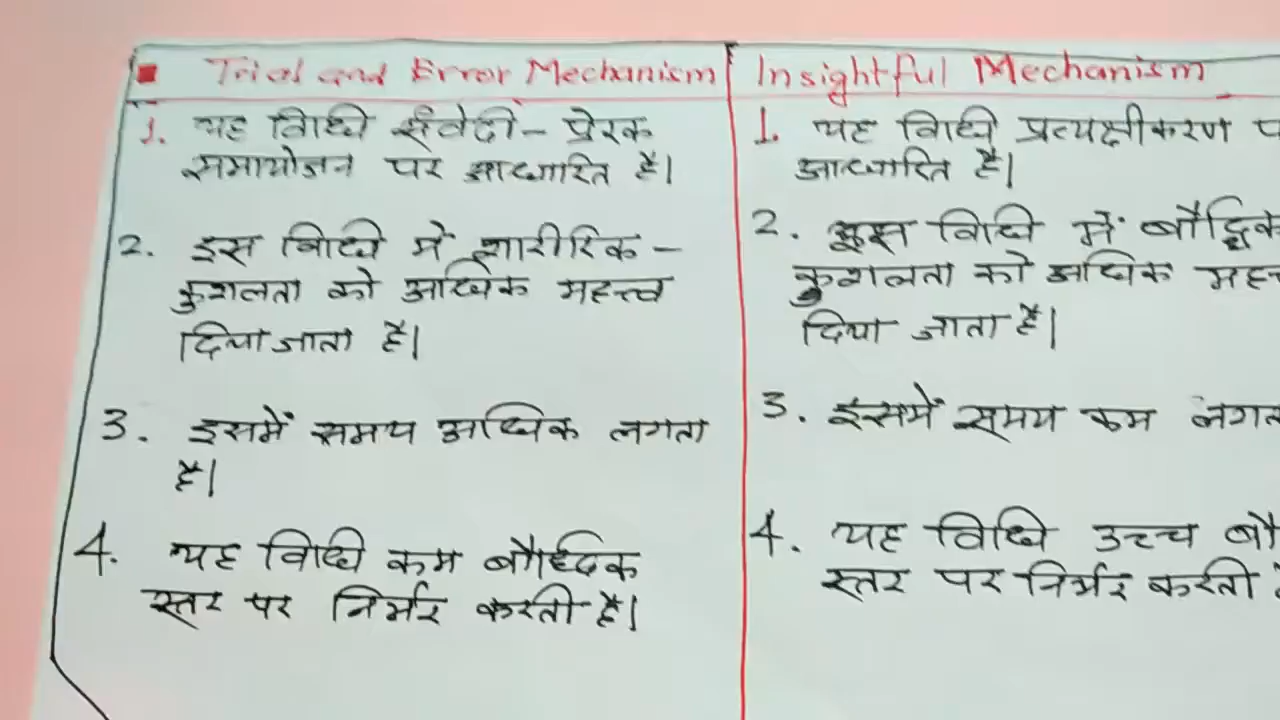 Trial and Error Mechanism
1. यह विधि संवेदी - प्रेरक
समायोजन पर आधारित है।
2. इस विधि में शारीरिक -
कुशलता को अधिक महत्त्व
दिया जाता है।
3. इसमें समय अधिक लगता
है।
4. यह विधि कम बौद्धिक
स्तर पर निर्भर करती है।
Insightful Mechanism
1. यह विधि प्रत्यक्षीकरण
आधारित है।
2. इस विधि में बौद्धिक
कुशलता को अधिक
दिया जाता है।
3. इसमें समय कम
4. यह विधि उच्च
स्तर पर निर्भर करती